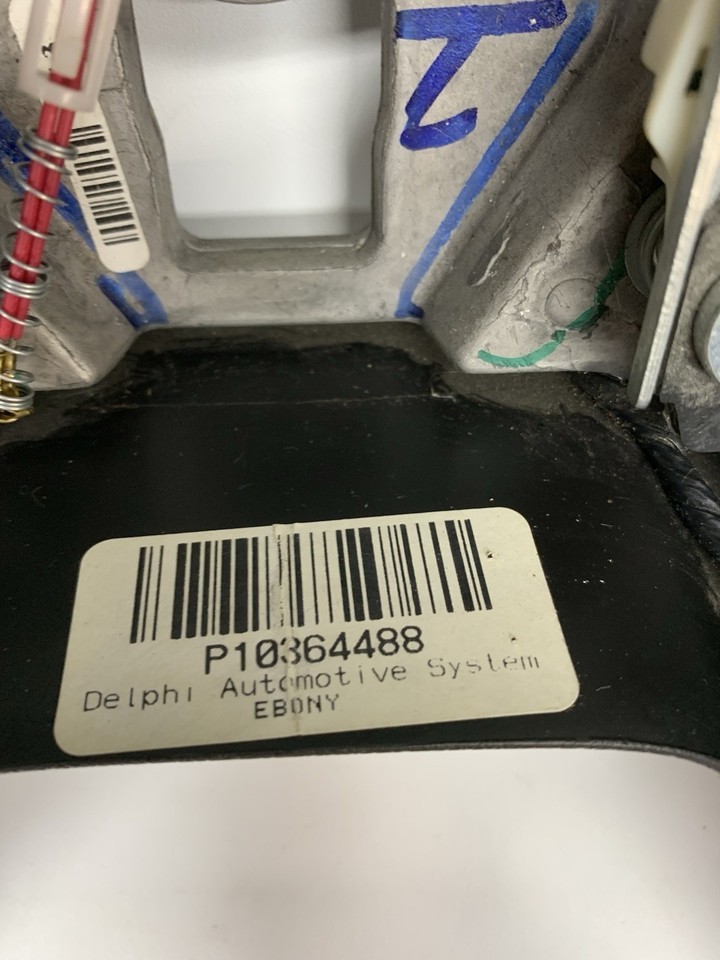 P10364488
Delphi Automotive System
EBONY